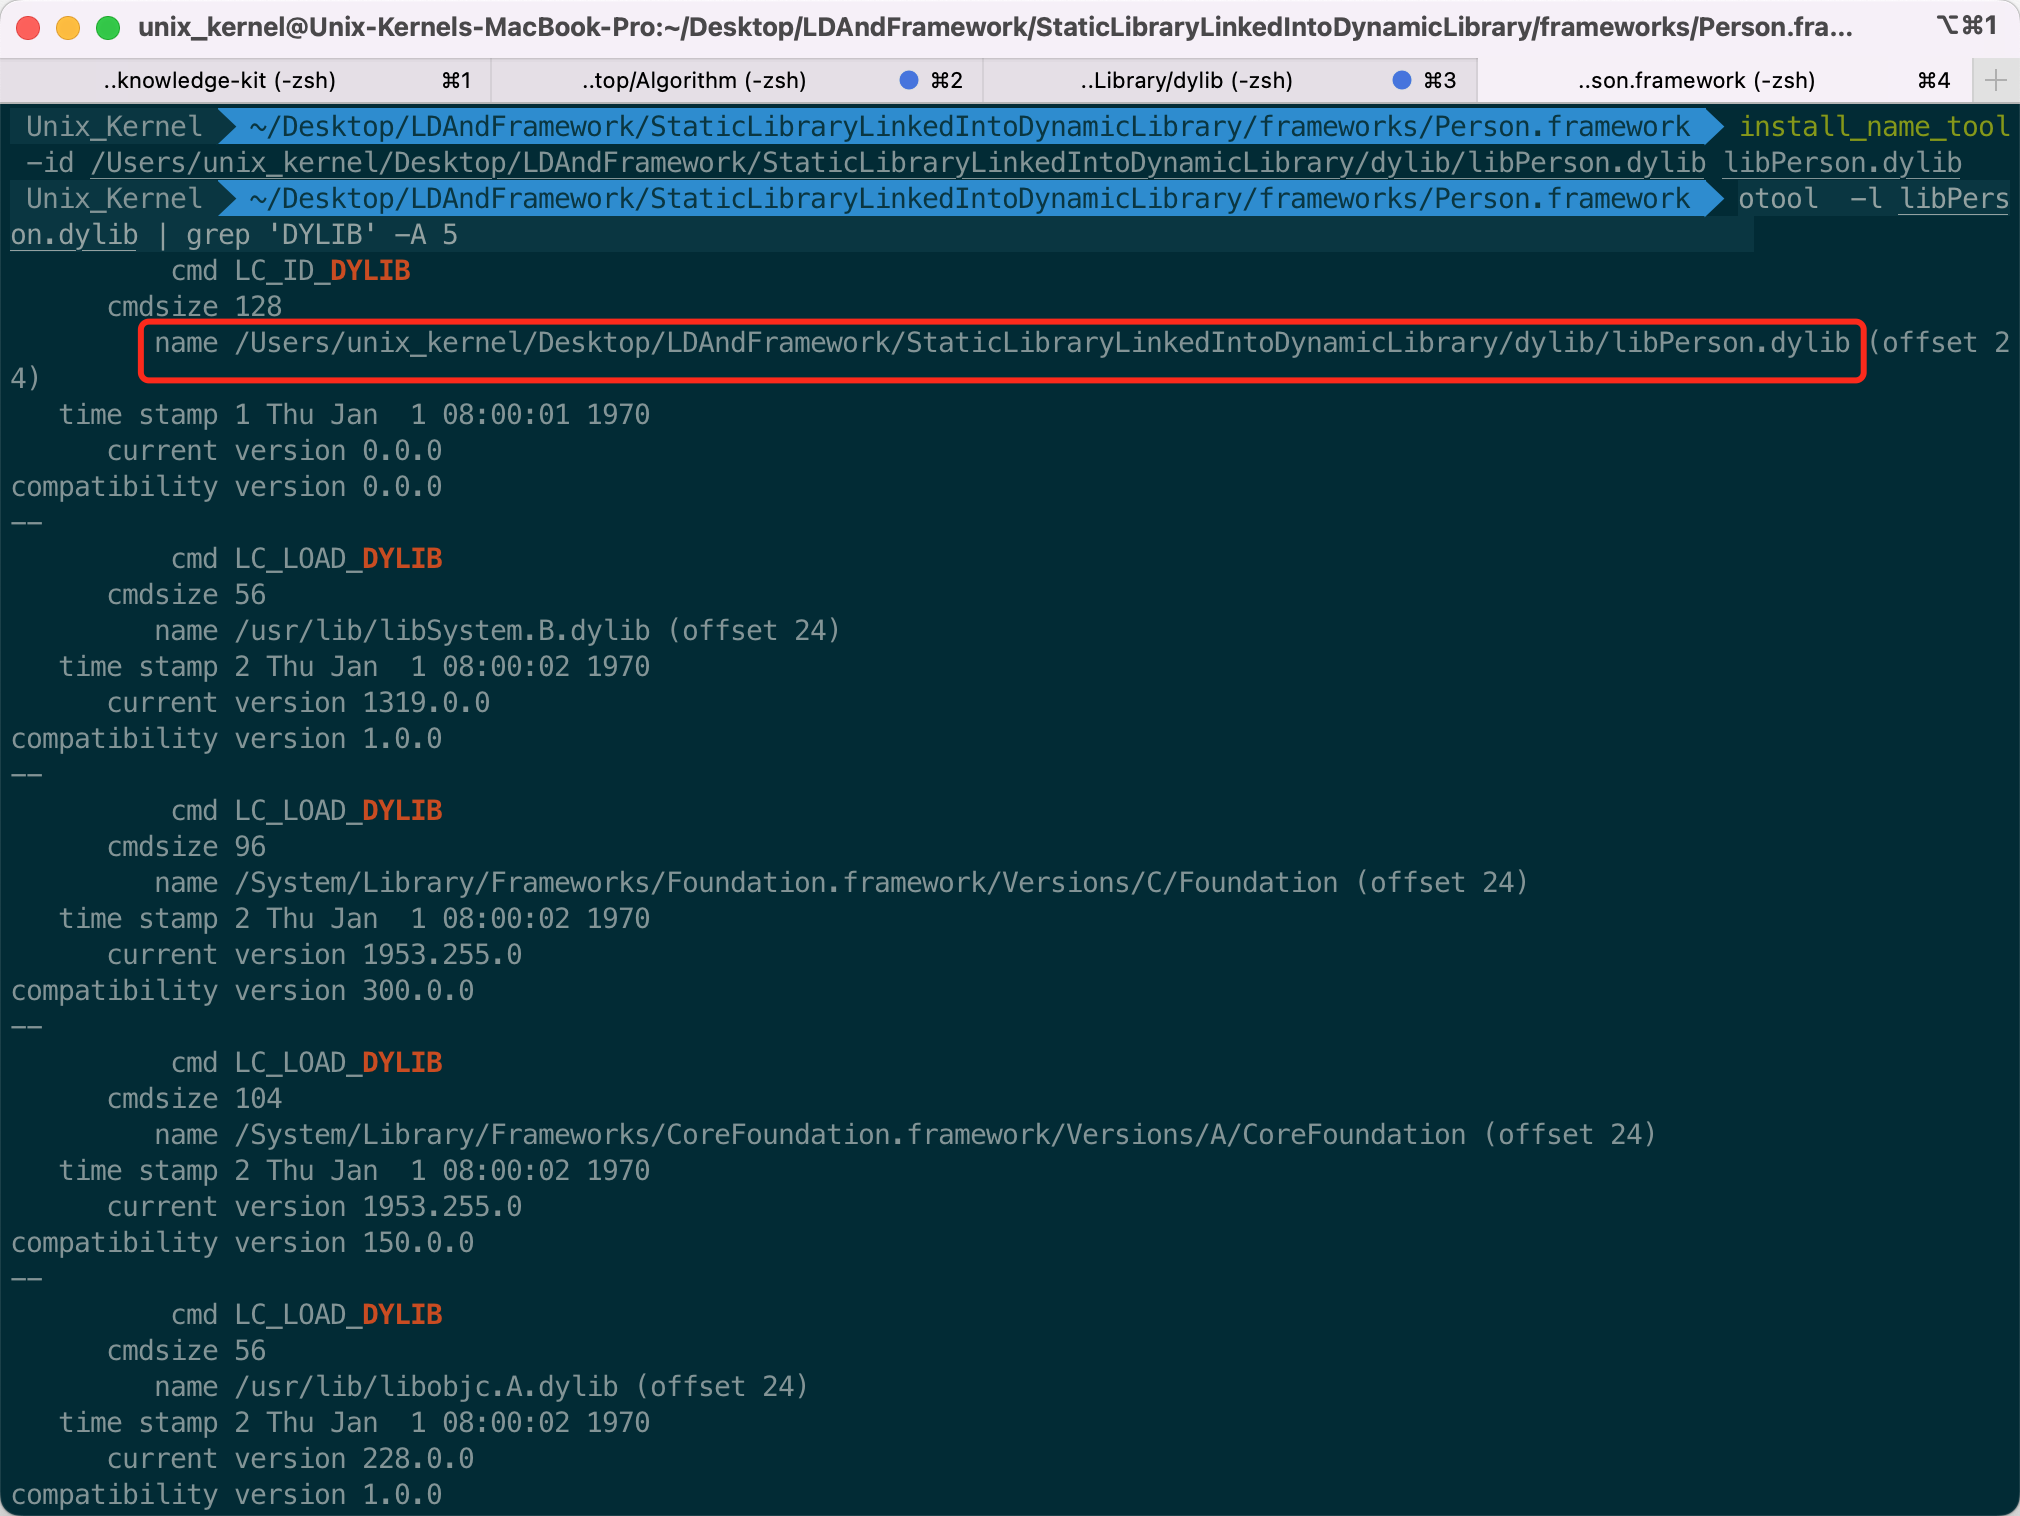 unix_kernel@Unix-Kernels-MacBook-Pro:~/Desktop/LDAndFramework/StaticLibraryLinkedIntoDynamicLibrary/frameworks/Person.fra... ⌥⌘1
..knowledge-kit (-zsh) ⌘1 ..top/Algorithm (-zsh) ⌘2 ..Library/dylib (-zsh) ⌘3 ..son.framework (-zsh) ⌘4
Unix_Kernel ~/Desktop/LDAndFramework/StaticLibraryLinkedIntoDynamicLibrary/frameworks/Person.framework install_name_tool
-id /Users/unix_kernel/Desktop/LDAndFramework/StaticLibraryLinkedIntoDynamicLibrary/dylib/libPerson.dylib libPerson.dylib
Unix_Kernel ~/Desktop/LDAndFramework/StaticLibraryLinkedIntoDynamicLibrary/frameworks/Person.framework otool -l libPers
on.dylib | grep 'DYLIB' -A 5
cmd LC_ID_DYLIB
cmdsize 128
name /Users/unix_kernel/Desktop/LDAndFramework/StaticLibraryLinkedIntoDynamicLibrary/dylib/libPerson.dylib (offset 2
4)
time stamp 1 Thu Jan 1 08:00:01 1970
current version 0.0.0
compatibility version 0.0.0
--
cmd LC_LOAD_DYLIB
cmdsize 56
name /usr/lib/libSystem.B.dylib (offset 24)
time stamp 2 Thu Jan 1 08:00:02 1970
current version 1319.0.0
compatibility version 1.0.0
--
cmd LC_LOAD_DYLIB
cmdsize 96
name /System/Library/Frameworks/Foundation.framework/Versions/C/Foundation (offset 24)
time stamp 2 Thu Jan 1 08:00:02 1970
current version 1953.255.0
compatibility version 300.0.0
--
cmd LC_LOAD_DYLIB
cmdsize 104
name /System/Library/Frameworks/CoreFoundation.framework/Versions/A/CoreFoundation (offset 24)
time stamp 2 Thu Jan 1 08:00:02 1970
current version 1953.255.0
compatibility version 150.0.0
--
cmd LC_LOAD_DYLIB
cmdsize 56
name /usr/lib/libobjc.A.dylib (offset 24)
time stamp 2 Thu Jan 1 08:00:02 1970
current version 228.0.0
compatibility version 1.0.0